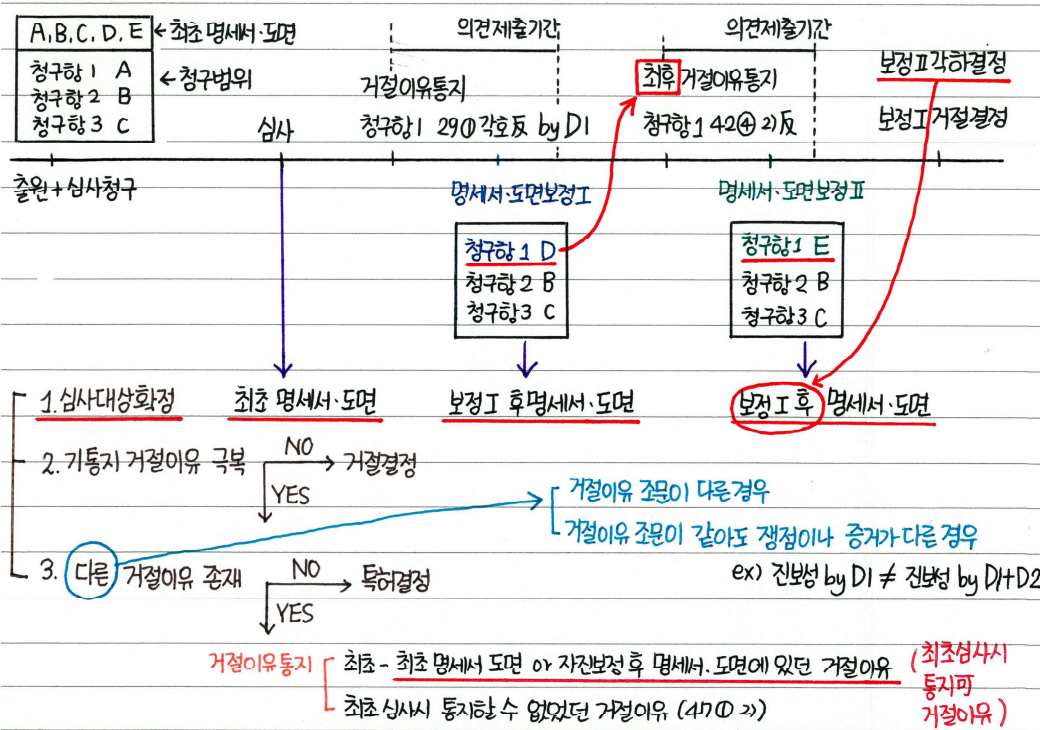 A, B, C, D, E ← 최초 명세서·도면
청구항 1 A
청구항 2 B
청구항 3 C
← 청구범위
의견제출기간
의견제출기간
거절이유통지
최후 거절이유통지
보정Ⅱ각하결정
심사
청구항1 29① 각호 反 by D1
청구항1 42④ 2)反
보정Ⅰ거절결정
출원+심사청구
명세서·도면보정Ⅰ
명세서·도면보정Ⅱ
청구항 1 D
청구항 2 B
청구항3 C
청구항1 E
청구항 2 B
청구항3 C
1. 심사대상확정
최초 명세서·도면
보정Ⅰ 후 명세서·도면
보정Ⅰ 후 명세서·도면
2. 기통지 거절이유 극복
NO
거절결정
YES
거절이유 조문이 다른 경우
거절이유 조문이 같아도 쟁점이나 증거가 다른 경우
3. 다른 거절이유 존재
NO
특허결정
ex) 진보성 by D1 ≠ 진보성 by D1+D2
YES
거절이유통지
최초 - 최초 명세서 도면 or 자진보정 후 명세서·도면에 있던 거절이유
(최초심사시
통지可
거절이유)
최초 심사시 통지할 수 없었던 거절이유 (47① 2))